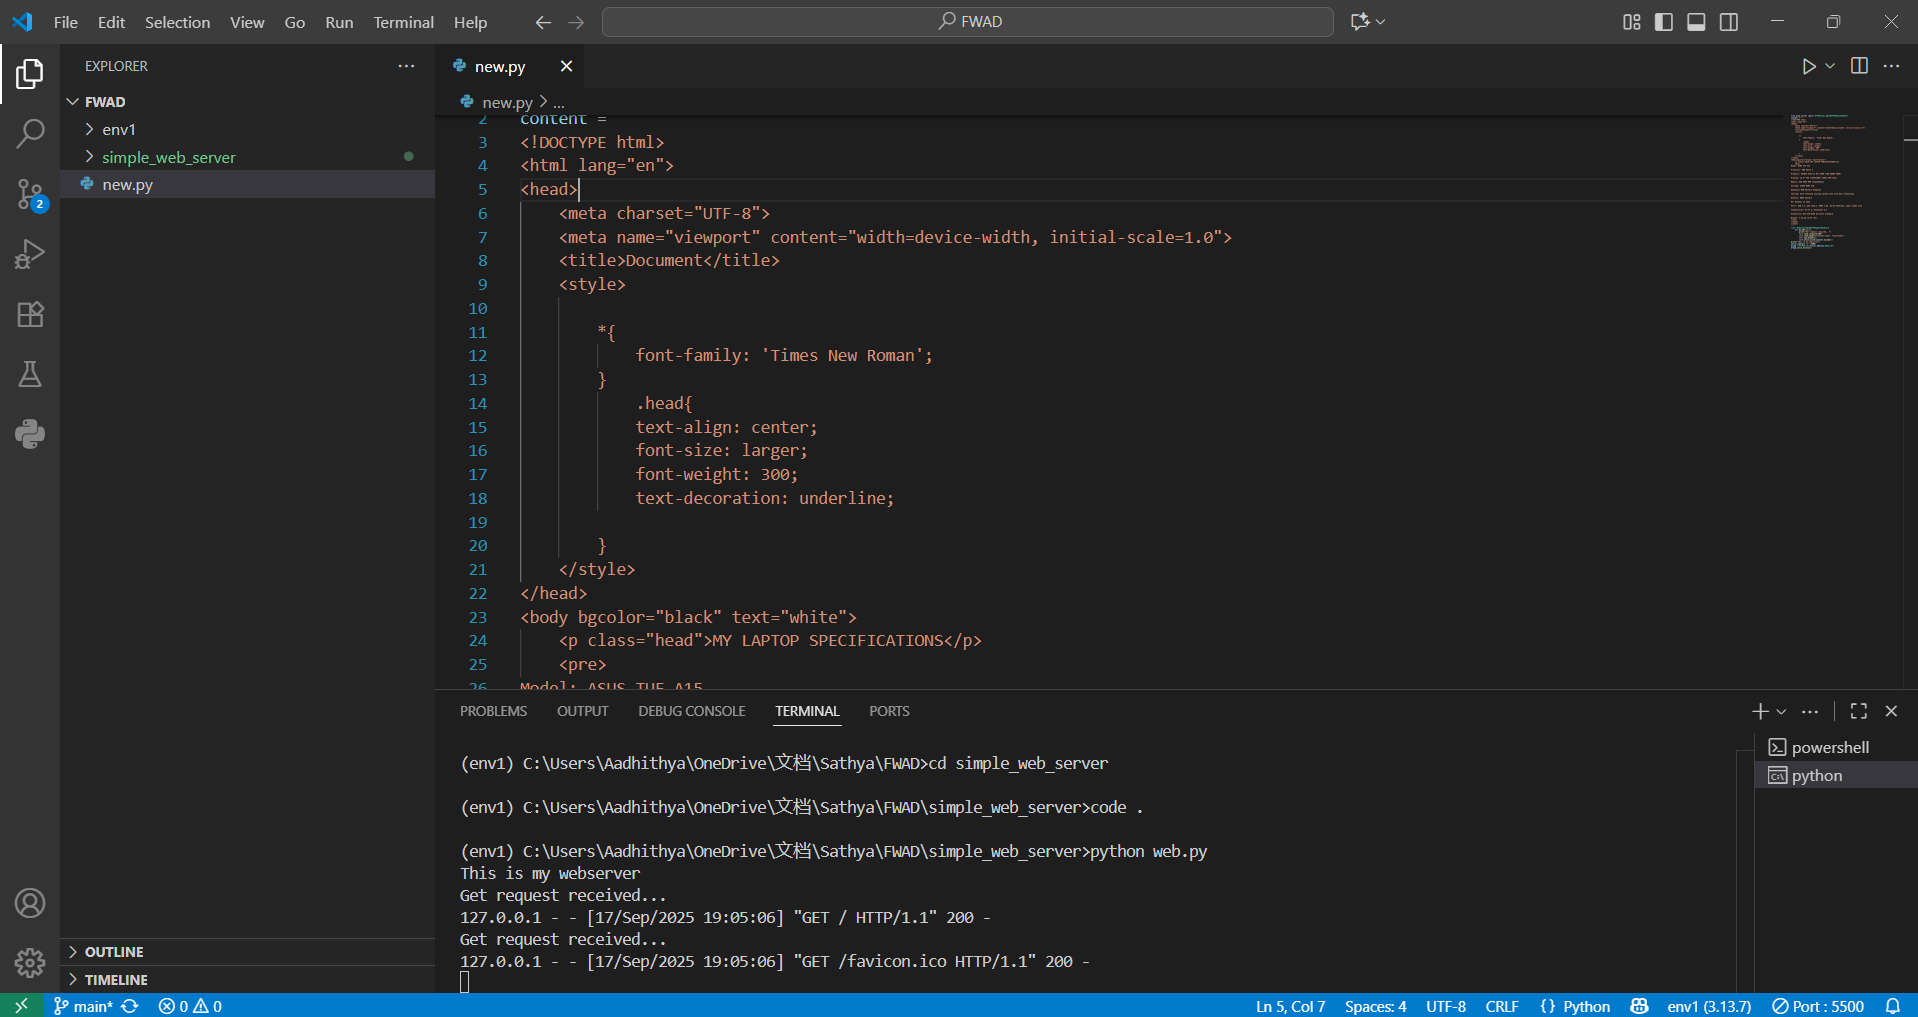 File Edit Selection View Go Run Terminal Help
FWAD
EXPLORER
FWAD
env1
simple_web_server
new.py
2
OUTLINE
TIMELINE
new.py
new.py > ...
2 content =
3 <!DOCTYPE html>
4 <html lang="en">
5 <head>
6 <meta charset="UTF-8">
7 <meta name="viewport" content="width=device-width, initial-scale=1.0">
8 <title>Document</title>
9 <style>
10
11 *{
12 font-family: 'Times New Roman';
13 }
14 .head{
15 text-align: center;
16 font-size: larger;
17 font-weight: 300;
18 text-decoration: underline;
19
20 }
21 </style>
22 </head>
23 <body bgcolor="black" text="white">
24 <p class="head">MY LAPTOP SPECIFICATIONS</p>
25 <pre>
26 Model: ASUS TUF A15
PROBLEMS OUTPUT DEBUG CONSOLE TERMINAL PORTS
(env1) C:\Users\Aadhithya\OneDrive\文档\Sathya\FWAD>cd simple_web_server
(env1) C:\Users\Aadhithya\OneDrive\文档\Sathya\FWAD\simple_web_server>code .
(env1) C:\Users\Aadhithya\OneDrive\文档\Sathya\FWAD\simple_web_server>python web.py
This is my webserver
Get request received...
127.0.0.1 - - [17/Sep/2025 19:05:06] "GET / HTTP/1.1" 200 -
Get request received...
127.0.0.1 - - [17/Sep/2025 19:05:06] "GET /favicon.ico HTTP/1.1" 200 -
powershell
python
main* 0 0 Ln 5, Col 7 Spaces: 4 UTF-8 CRLF {} Python env1 (3.13.7) Port : 5500